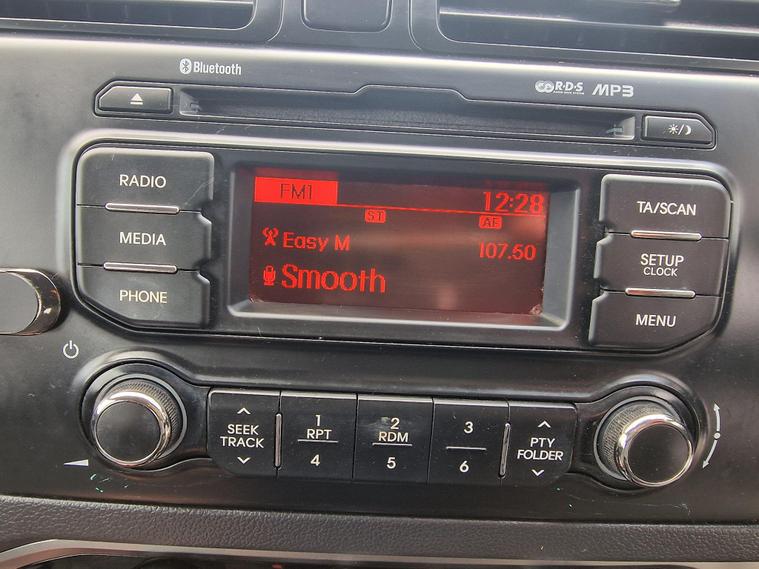 Bluetooth
R·D·S MP3
RADIO
MEDIA
PHONE
FM1 12:28
ST AF
Easy M 107.50
Smooth
TA/SCAN
SETUP
CLOCK
MENU
SEEK
TRACK
1
RPT
4
2
RDM
5
3
6
PTY
FOLDER